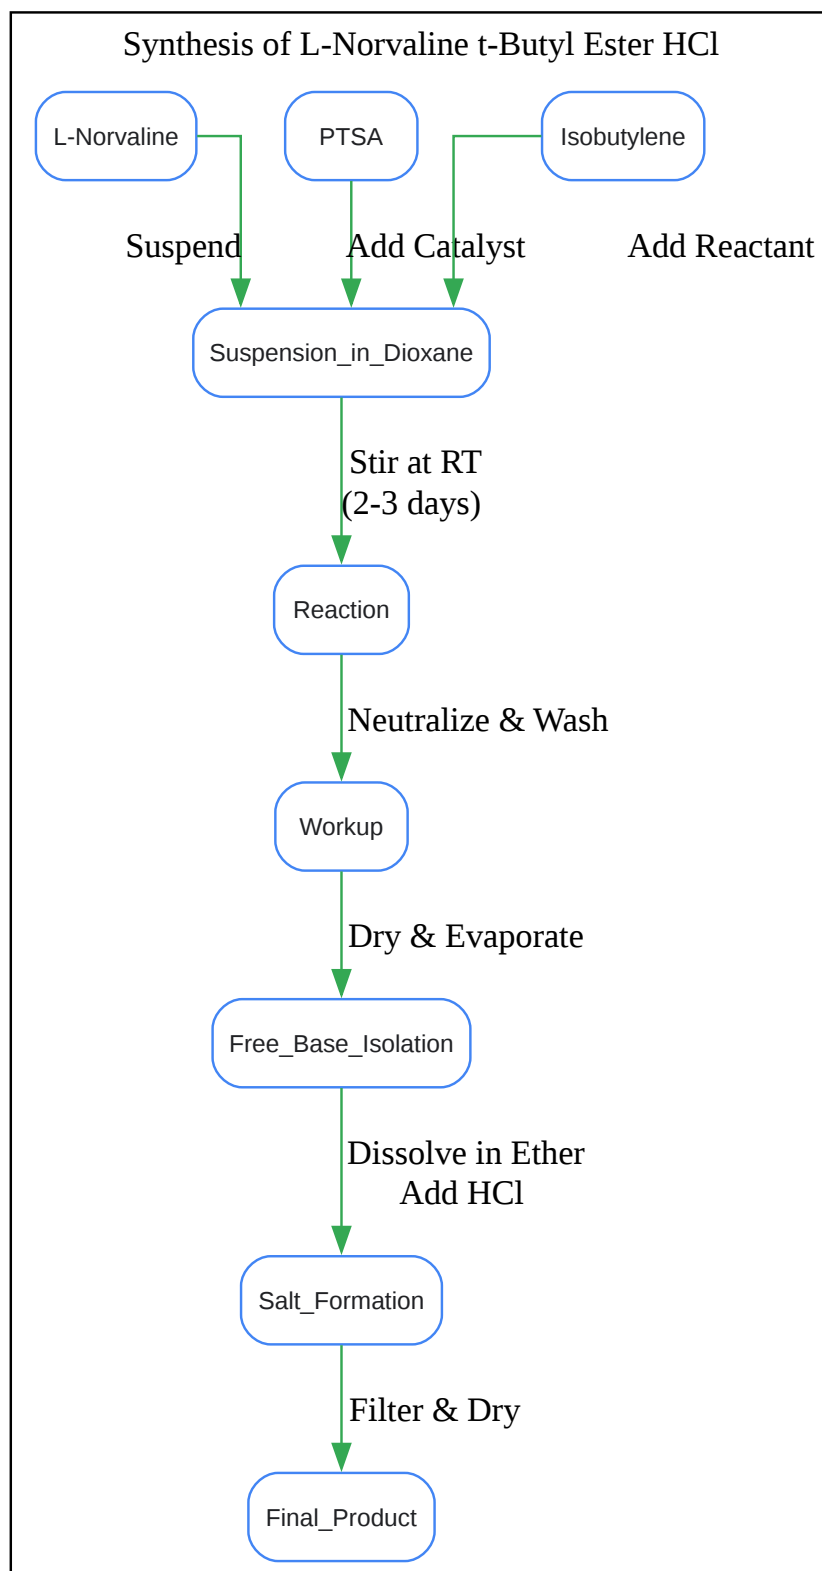 Synthesis of L-Norvaline t-Butyl Ester HCl
L-Norvaline
PTSA
Isobutylene
Suspend
Add Catalyst
Add Reactant
Suspension_in_Dioxane
Stir at RT
(2-3 days)
Reaction
Neutralize & Wash
Workup
Dry & Evaporate
Free_Base_Isolation
Dissolve in Ether
Add HCl
Salt_Formation
Filter & Dry
Final_Product